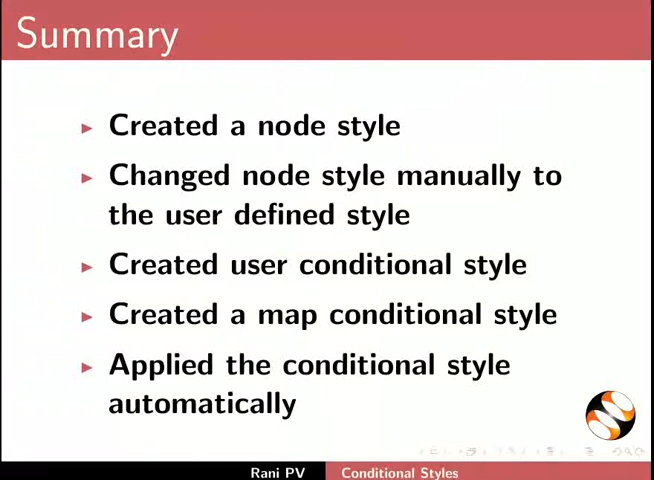 Summary
Created a node style
Changed node style manually to
the user defined style
Created user conditional style
Created a map conditional style
Applied the conditional style
automatically
Rani PV
Conditional Styles